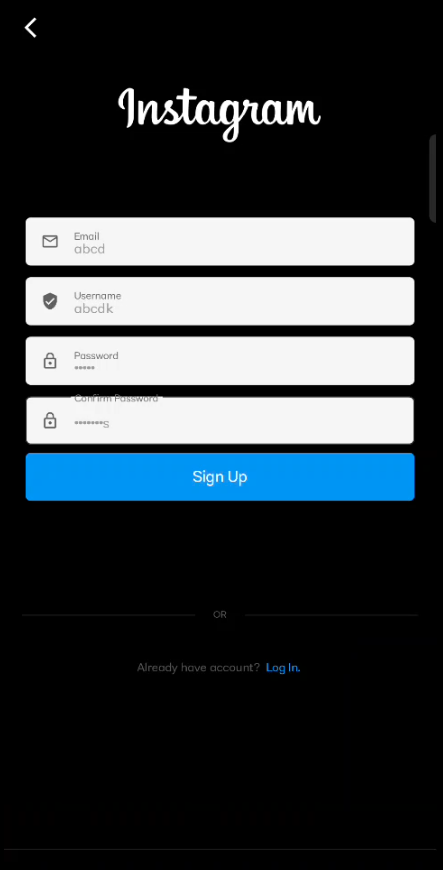 Instagram
Email
abcd
Username
abcdk
Password
•••••
Confirm Password
•••••••s
Sign Up
OR
Already have account? Log In.